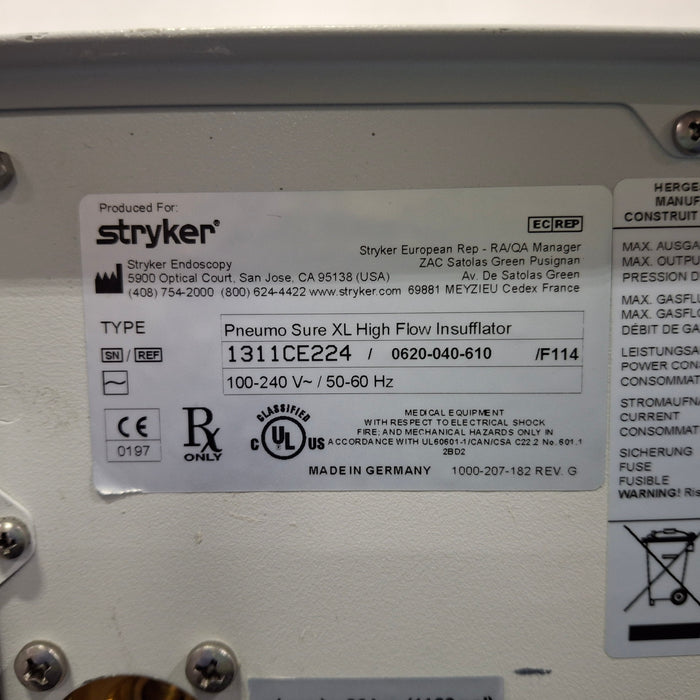 Produced For:
stryker®
EC REP
Stryker Endoscopy
5900 Optical Court, San Jose, CA 95138 (USA)
(408) 754-2000 (800) 624-4422 www.stryker.com
Stryker European Rep - RA/QA Manager
ZAC Satolas Green Pusignan
Av. De Satolas Green
69881 MEYZIEU Cedex France
TYPE
Pneumo Sure XL High Flow Insufflator
SN / REF
1311CE224 / 0620-040-610 /F114
100-240 V~ / 50-60 Hz
CE
0197
Rx
ONLY
CLASSIFIED
C UL US
MEDICAL EQUIPMENT
WITH RESPECT TO ELECTRICAL SHOCK
FIRE; AND MECHANICAL HAZARDS ONLY IN
ACCORDANCE WITH UL60601-1/CAN/CSA C22.2 No.601.1
2BD2
MADE IN GERMANY 1000-207-182 REV. G
HERGE
MANUF
CONSTRUIT
MAX. AUSGA
MAX. OUTPU
PRESSION D
MAX. GASFLU
MAX. GASFLO
DÉBIT DE GA
LEISTUNGSA
POWER CON
CONSOMMAT
STROMAUFNA
CURRENT
CONSOMMAT
SICHERUNG
FUSE
FUSIBLE
WARNING! Ris